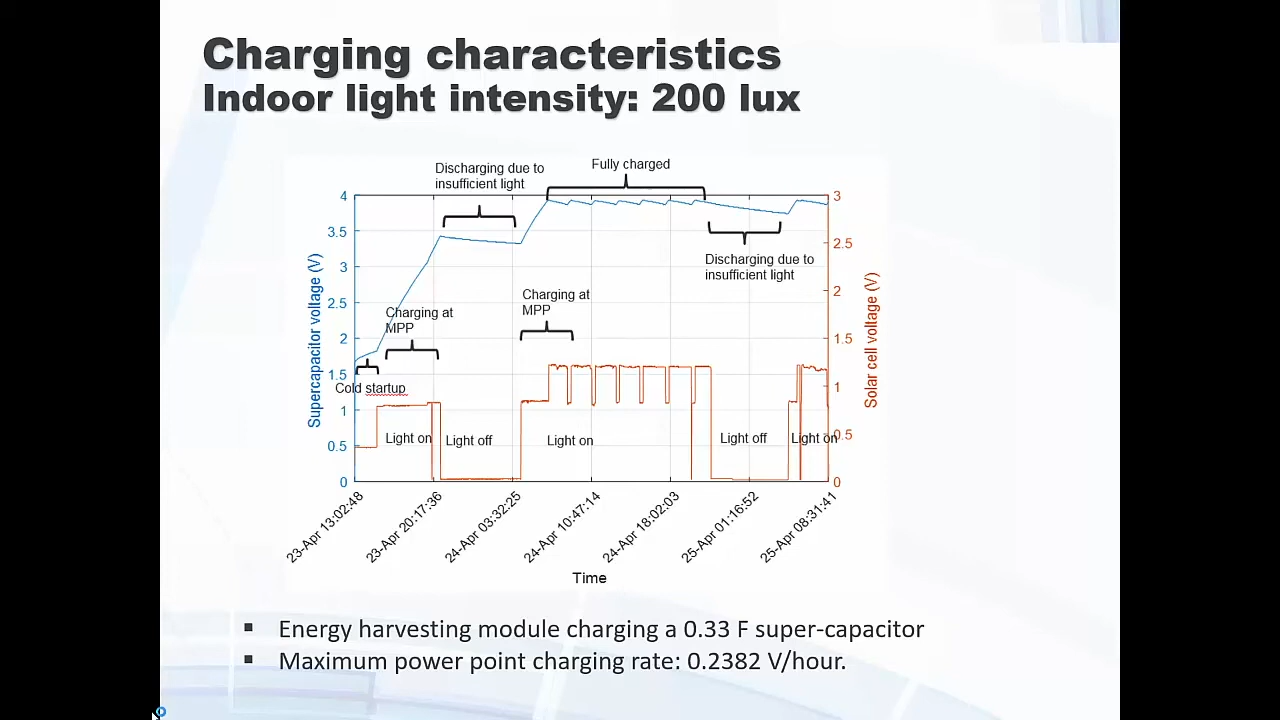 Charging characteristics
Indoor light intensity: 200 lux
Fully charged
Discharging due to
insufficient light
4
3.5
3
2.5
2
1.5
1
0.5
0
Supercapacitor voltage (V)
3
2.5
2
1.5
1
0.5
0
Solar cell voltage (V)
Discharging due to
insufficient light
Charging at
MPP
Charging at
MPP
Cold startup
Light on
Light off
Light on
Light off
Light on
23-Apr 13:02:48
23-Apr 20:17:36
24-Apr 03:32:25
24-Apr 10:47:14
24-Apr 18:02:03
25-Apr 01:16:52
25-Apr 08:31:41
Time
▪ Energy harvesting module charging a 0.33 F super-capacitor
▪ Maximum power point charging rate: 0.2382 V/hour.